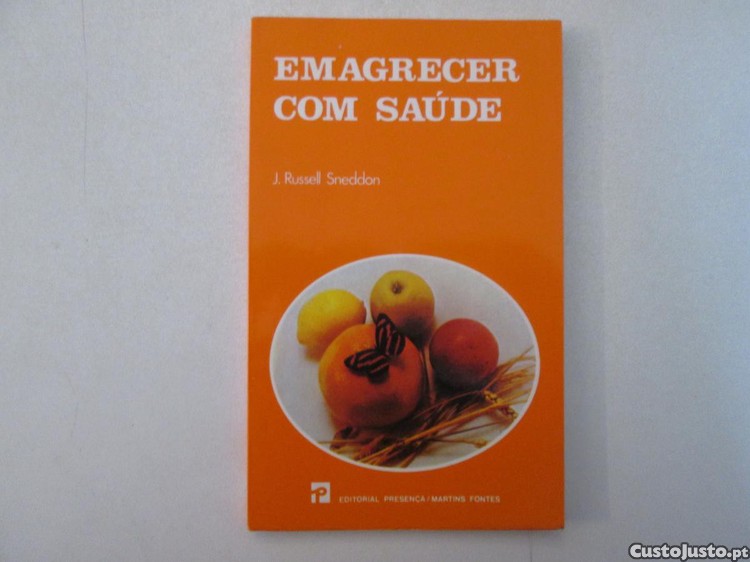 EMAGRECER
COM SAÚDE
J. Russell Sneddon
EDITORIAL PRESENÇA/MARTINS FONTES
CustoJusto.pt